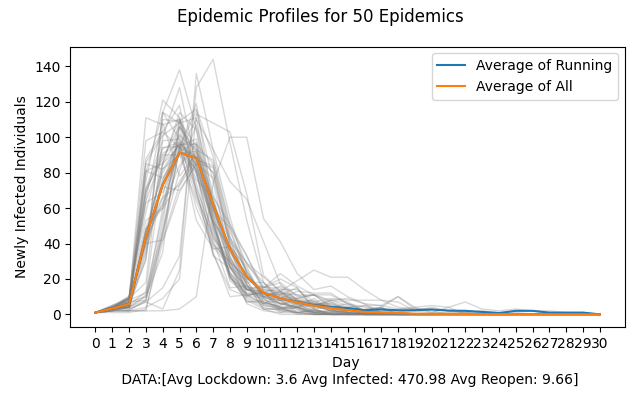 Epidemic Profiles for 50 Epidemics
Newly Infected Individuals
140
120
100
80
60
40
20
0
Average of Running
Average of All
0 1 2 3 4 5 6 7 8 9 10 11 12 13 14 15 16 17 18 19 20 21 22 23 24 25 26 27 28 29 30
Day
DATA:[Avg Lockdown: 3.6 Avg Infected: 470.98 Avg Reopen: 9.66]